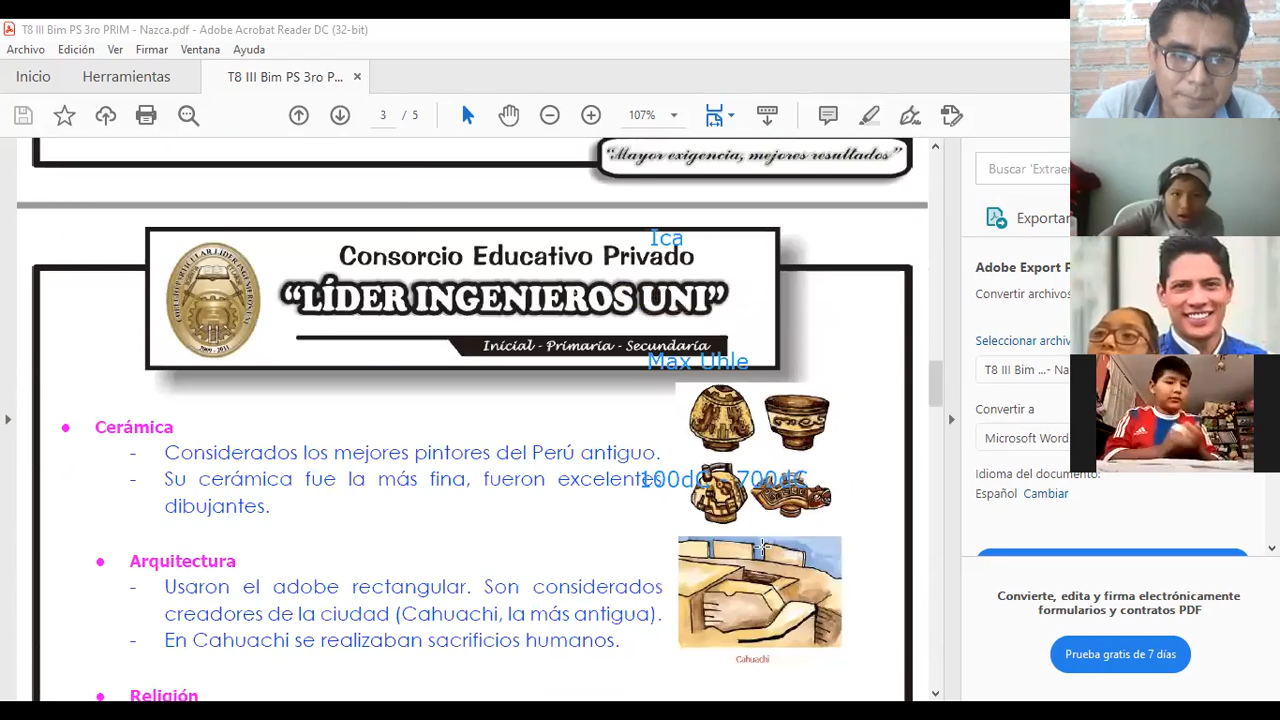 T8 III Bim PS 3ro PRIM - Nazca.pdf - Adobe Acrobat Reader DC (32-bit)
Archivo Edición Ver Firmar Ventana Ayuda
Inicio Herramientas T8 III Bim PS 3ro P... ×
3 / 5 107%
"Mayor exigencia, mejores resultados"
Buscar 'Extraer
Exportar
Adobe Export P
Convertir archivos
Seleccionar archiv
T8 III Bim ...- Na
Convertir a
Microsoft Word
Idioma del documento:
Español Cambiar
Convierte, edita y firma electrónicamente
formularios y contratos PDF
Prueba gratis de 7 días
Ica
Consorcio Educativo Privado
"LÍDER INGENIEROS UNI"
Inicial - Primaria - Secundaria
Max Uhle
• Cerámica
- Considerados los mejores pintores del Perú antiguo.
- Su cerámica fue la más fina, fueron excelentes
dibujantes.
100dC - 700dC
• Arquitectura
- Usaron el adobe rectangular. Son considerados
creadores de la ciudad (Cahuachi, la más antigua).
- En Cahuachi se realizaban sacrificios humanos.
Cahuachi
• Religión